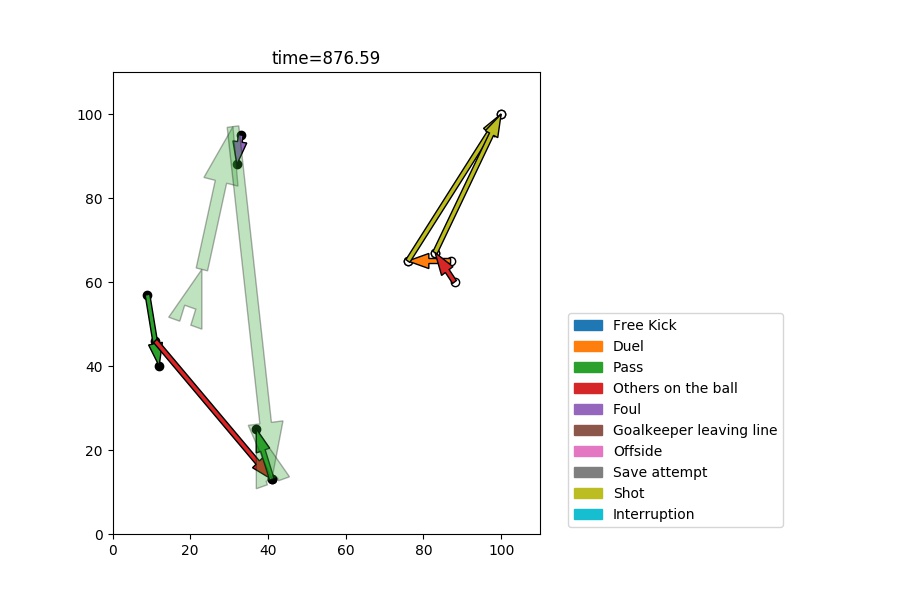 time=876.59
100
80
60
40
20
0
0 20 40 60 80 100
Free Kick
Duel
Pass
Others on the ball
Foul
Goalkeeper leaving line
Offside
Save attempt
Shot
Interruption